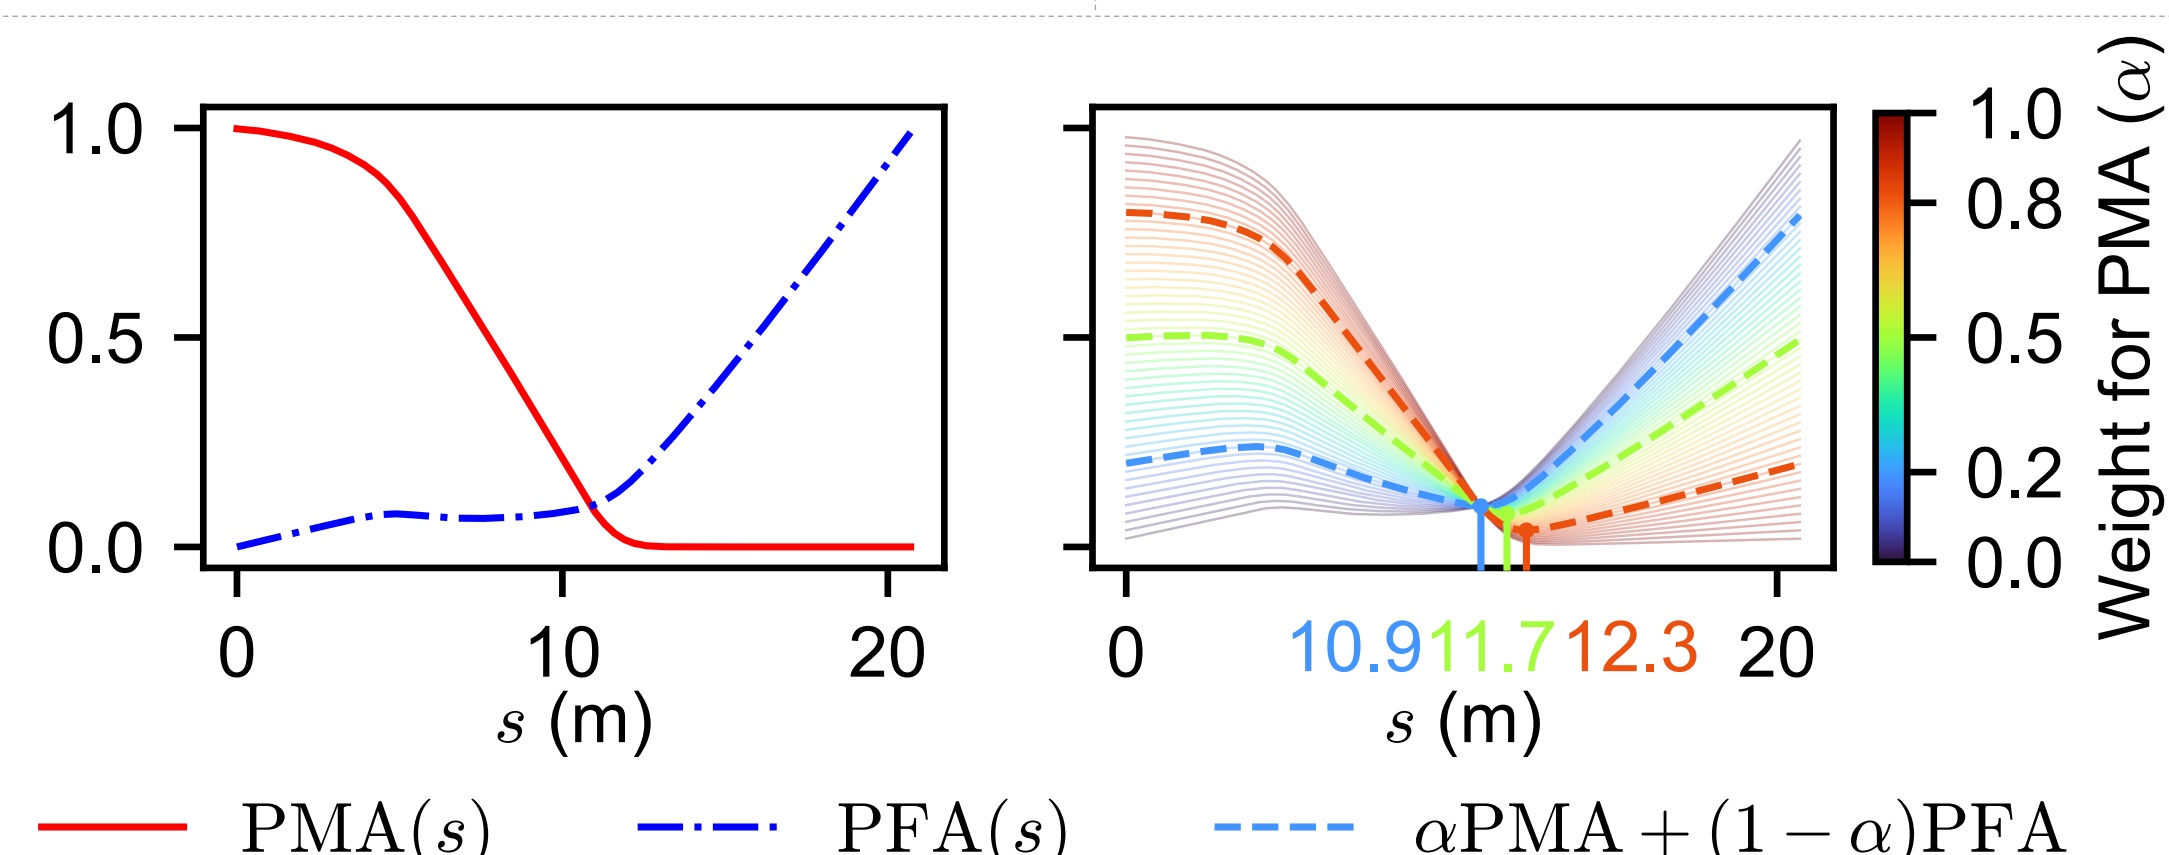 1.0
0.5
0.0
0 10 20
s (m)
0 10.9 11.7 12.3 20
s (m)
1.0
0.8
0.5
0.2
0.0
Weight for PMA (α)
PMA(s) PFA(s) αPMA + (1 − α)PFA